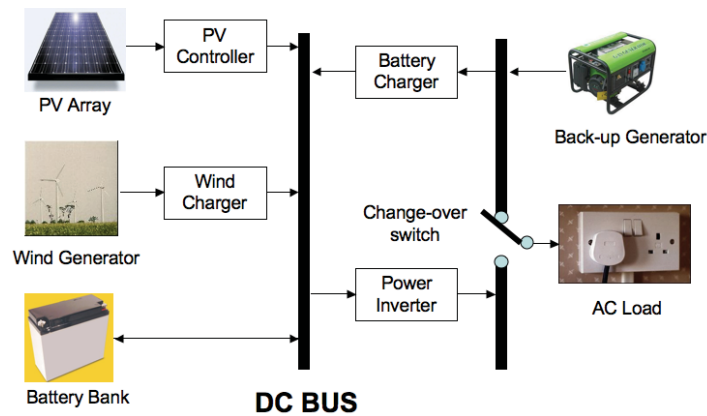 PV
Controller
PV Array
Battery
Charger
Back-up Generator
Wind
Charger
Wind Generator
Change-over
switch
Power
Inverter
AC Load
Battery Bank
DC BUS